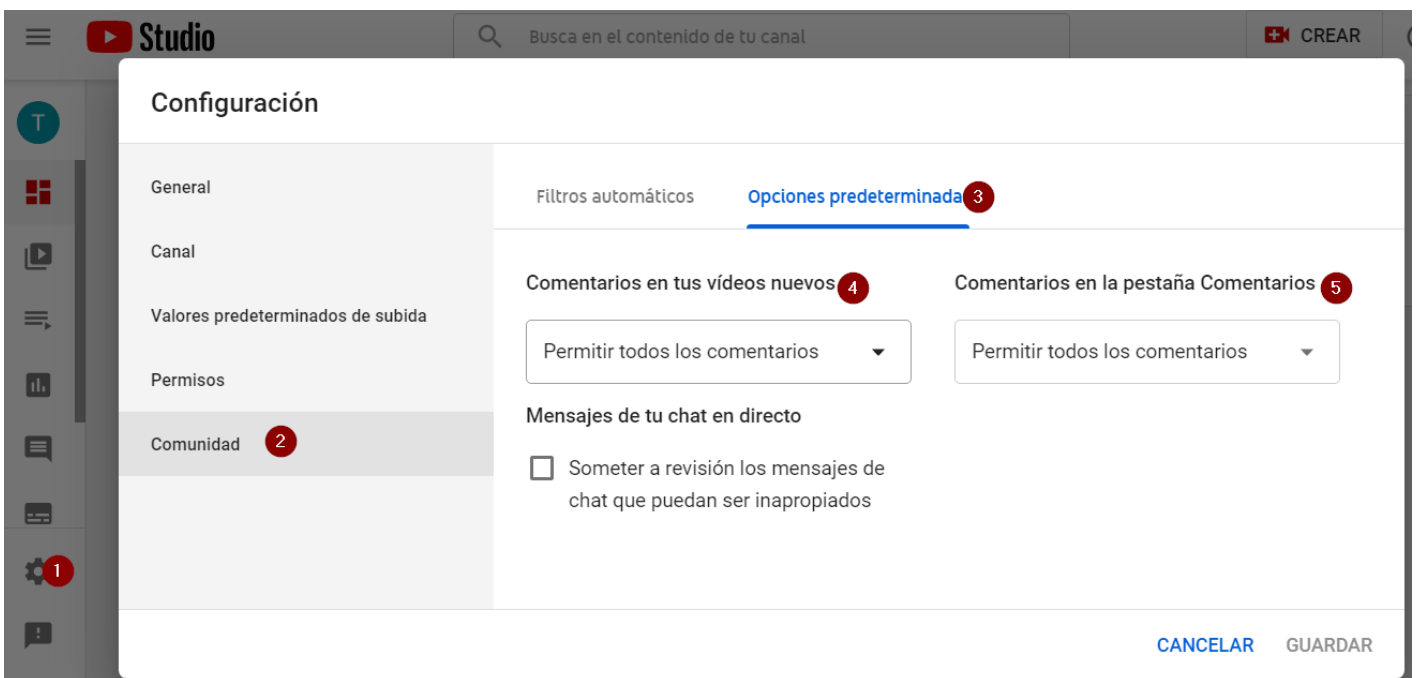 Studio
Busca en el contenido de tu canal
CREAR
Configuración
T
General
Canal
Valores predeterminados de subida
Permisos
Comunidad 2
1
Filtros automáticos
Opciones predeterminada 3
Comentarios en tus vídeos nuevos 4
Permitir todos los comentarios
Comentarios en la pestaña Comentarios 5
Permitir todos los comentarios
Mensajes de tu chat en directo
Someter a revisión los mensajes de
chat que puedan ser inapropiados
CANCELAR
GUARDAR